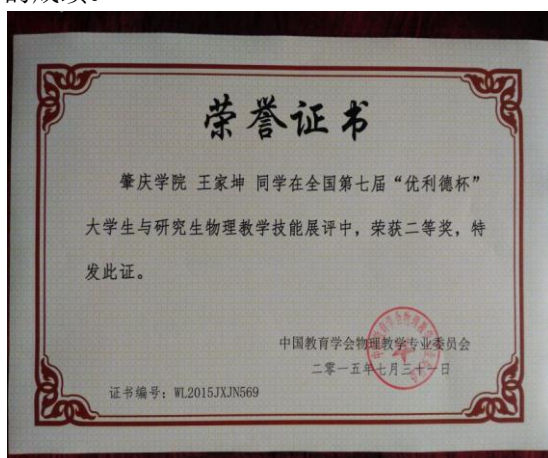 的成绩。
荣誉证书
肇庆学院 王家坤 同学在全国第七届“优利德杯”
大学生与研究生物理教学技能展评中，荣获二等奖，特
发此证。
中国教育学会物理教学专业委员会
二零一五年七月三十一日
证书编号：WL2015JXJN569